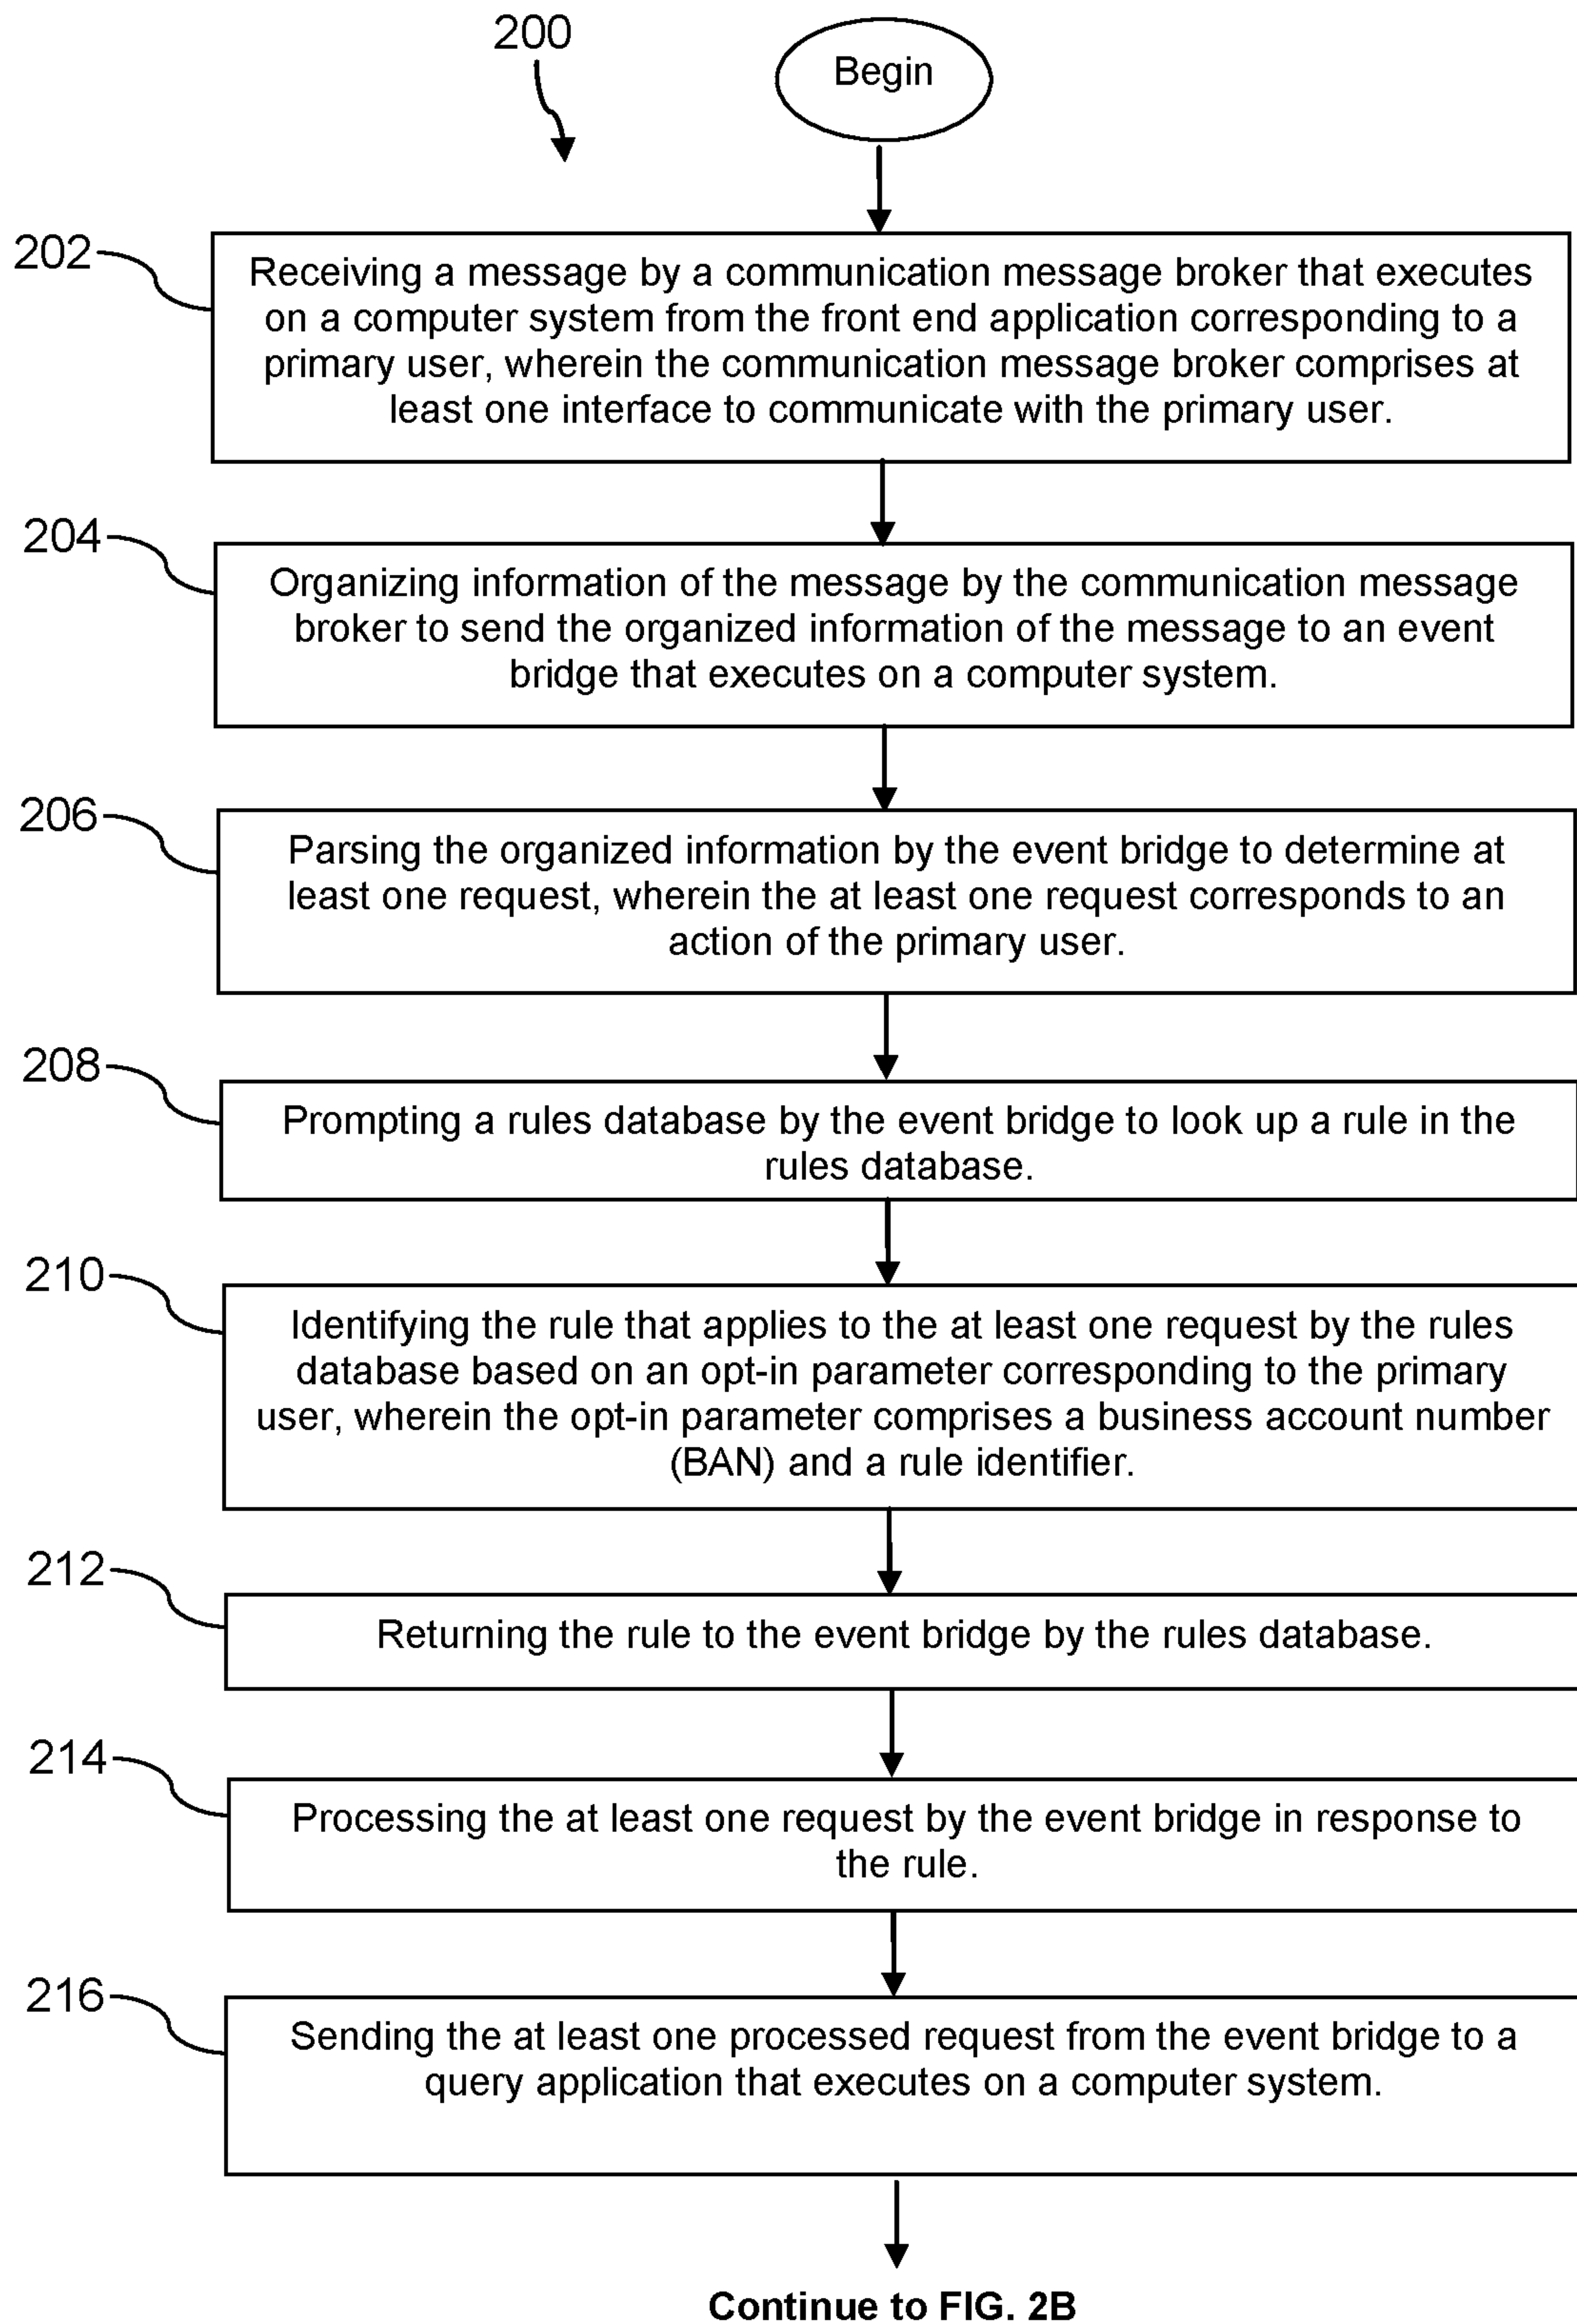 200
Begin
202
Receiving a message by a communication message broker that executes
on a computer system from the front end application corresponding to a
primary user, wherein the communication message broker comprises at
least one interface to communicate with the primary user.
204
Organizing information of the message by the communication message
broker to send the organized information of the message to an event
bridge that executes on a computer system.
206
Parsing the organized information by the event bridge to determine at
least one request, wherein the at least one request corresponds to an
action of the primary user.
208
Prompting a rules database by the event bridge to look up a rule in the
rules database.
210
Identifying the rule that applies to the at least one request by the rules
database based on an opt-in parameter corresponding to the primary
user, wherein the opt-in parameter comprises a business account number
(BAN) and a rule identifier.
212
Returning the rule to the event bridge by the rules database.
214
Processing the at least one request by the event bridge in response to
the rule.
216
Sending the at least one processed request from the event bridge to a
query application that executes on a computer system.
Continue to FIG. 2B